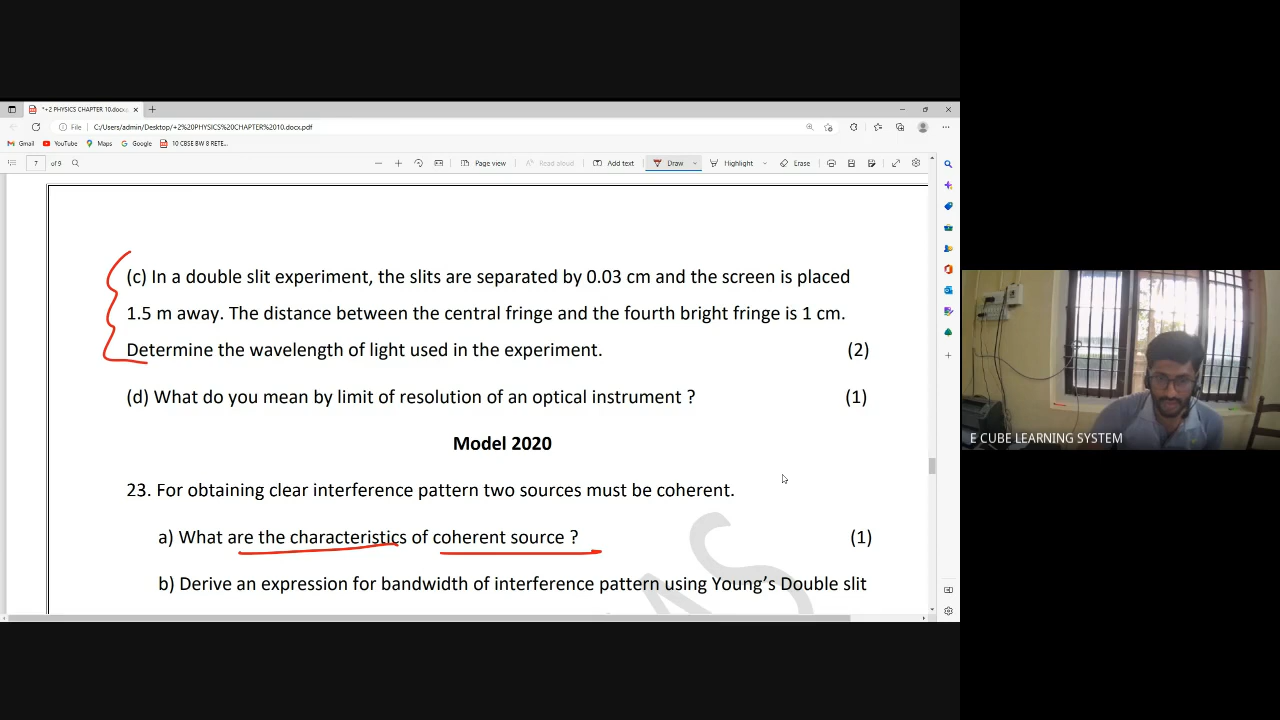 *+2 PHYSICS CHAPTER 10.docx.p
File
C:/Users/admin/Desktop/+2%20PHYSICS%20CHAPTER%2010.docx.pdf
Gmail YouTube Maps Google 10 CBSE BW 8 RETE...
7 of 9 Page view Read aloud Add text Draw Highlight Erase
(c) In a double slit experiment, the slits are separated by 0.03 cm and the screen is placed
1.5 m away. The distance between the central fringe and the fourth bright fringe is 1 cm.
Determine the wavelength of light used in the experiment. (2)
(d) What do you mean by limit of resolution of an optical instrument ? (1)
Model 2020
23. For obtaining clear interference pattern two sources must be coherent.
a) What are the characteristics of coherent source ? (1)
b) Derive an expression for bandwidth of interference pattern using Young's Double slit
E CUBE LEARNING SYSTEM